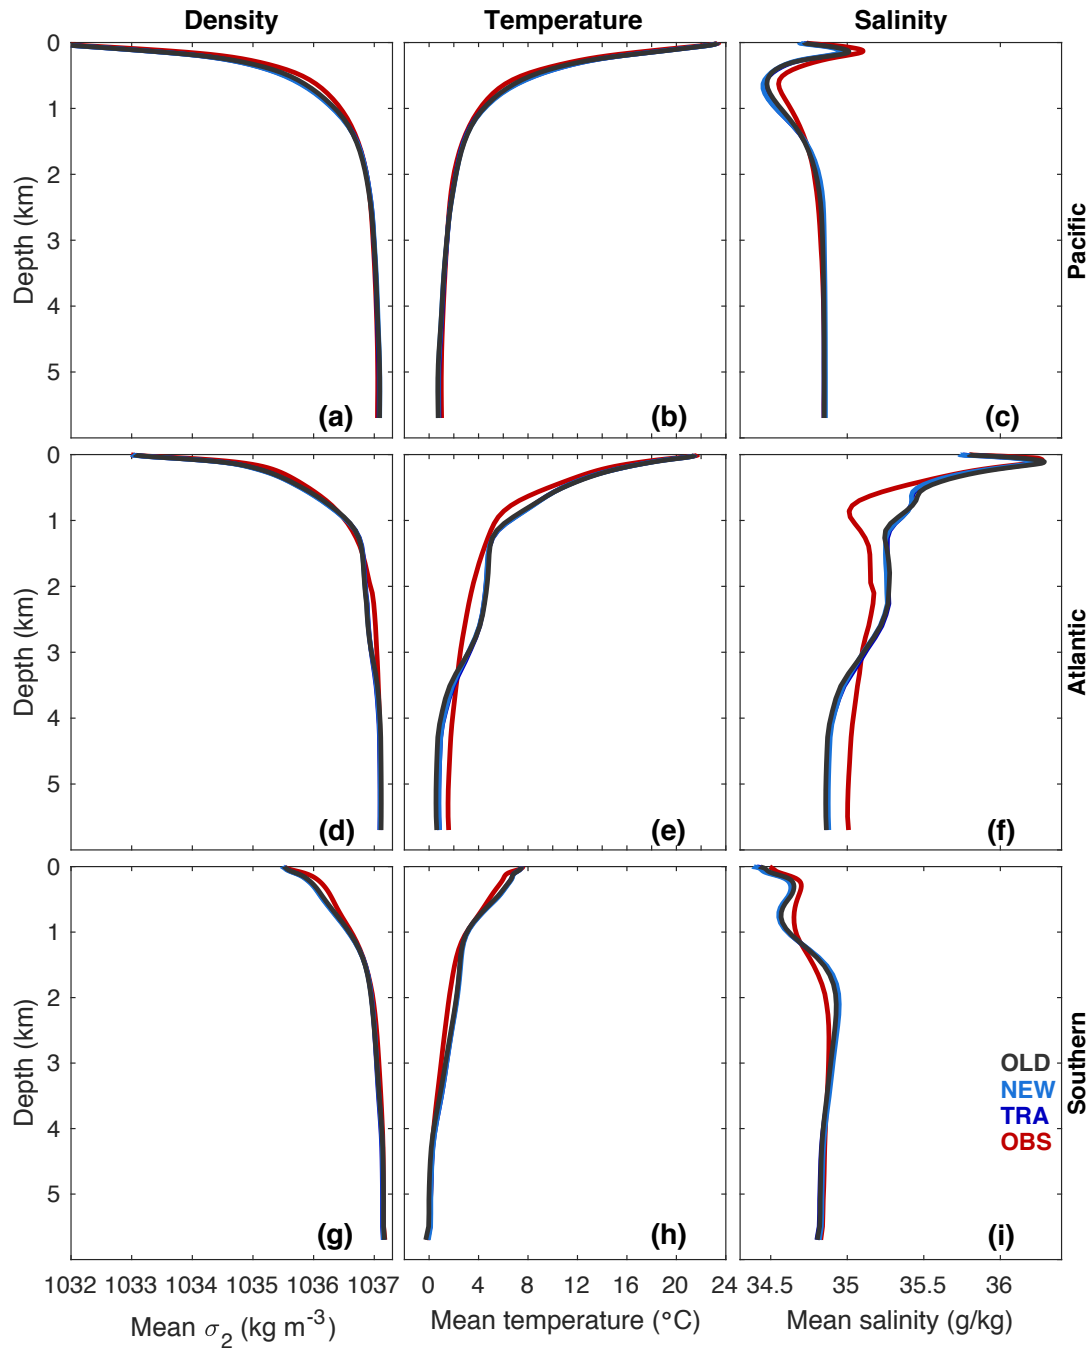 Density Temperature Salinity
0
1
2
3
4
5
Depth (km)
(a) (b) (c)
Pacific
0
1
2
3
4
5
Depth (km)
(d) (e) (f)
Atlantic
0
1
2
3
4
5
Depth (km)
OLD
NEW
TRA
OBS
(g) (h) (i)
Southern
1032 1033 1034 1035 1036 1037 0 4 8 12 16 20 24 34.5 35 35.5 36
Mean σ2 (kg m-3) Mean temperature (°C) Mean salinity (g/kg)